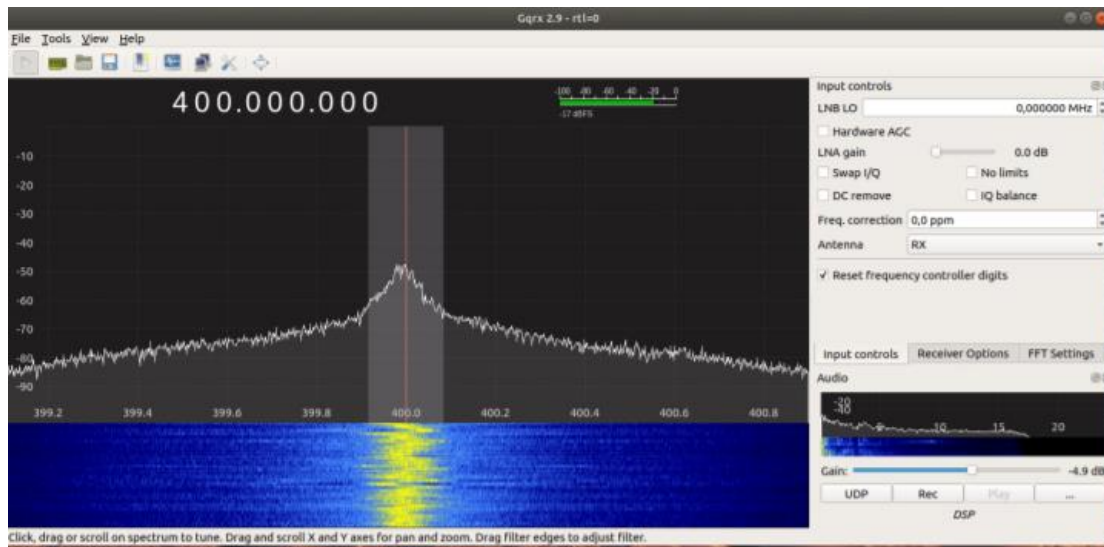 Gqrx 2.9 - rtl=0
File Tools View Help
400.000.000
-100 -80 -60 -40 -20 0
-17 dBFS
-10
-20
-30
-40
-50
-60
-70
-80
-90
399.2 399.4 399.6 399.8 400.0 400.2 400.4 400.6 400.8
Input controls
LNB LO 0,000000 MHz
Hardware AGC
LNA gain 0.0 dB
Swap I/Q No limits
DC remove IQ balance
Freq. correction 0,0 ppm
Antenna RX
Reset frequency controller digits
Input controls Receiver Options FFT Settings
Audio
-20
-40
5 10 15 20
Gain: -4.9 dB
UDP Rec Play ...
DSP
Click, drag or scroll on spectrum to tune. Drag and scroll X and Y axes for pan and zoom. Drag filter edges to adjust filter.